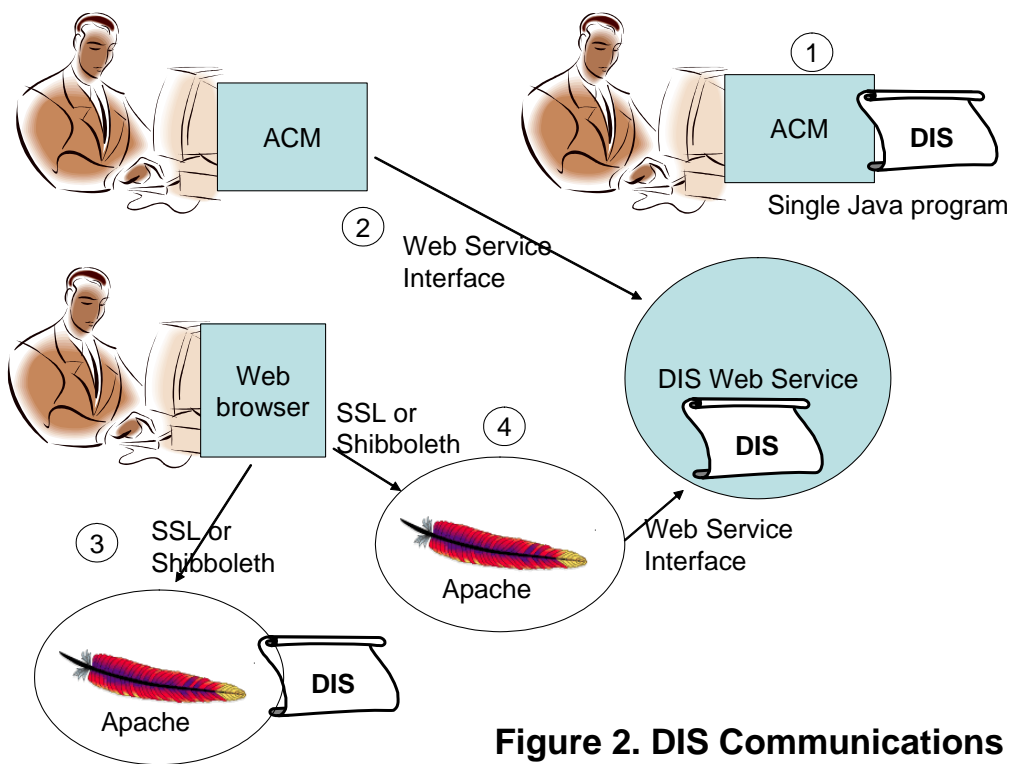 1
ACM
ACM
DIS
Single Java program
2
Web Service
Interface
Web
browser
DIS Web Service
DIS
SSL or
Shibboleth
4
3
SSL or
Shibboleth
Web Service
Interface
Apache
DIS
Apache
Figure 2. DIS Communications